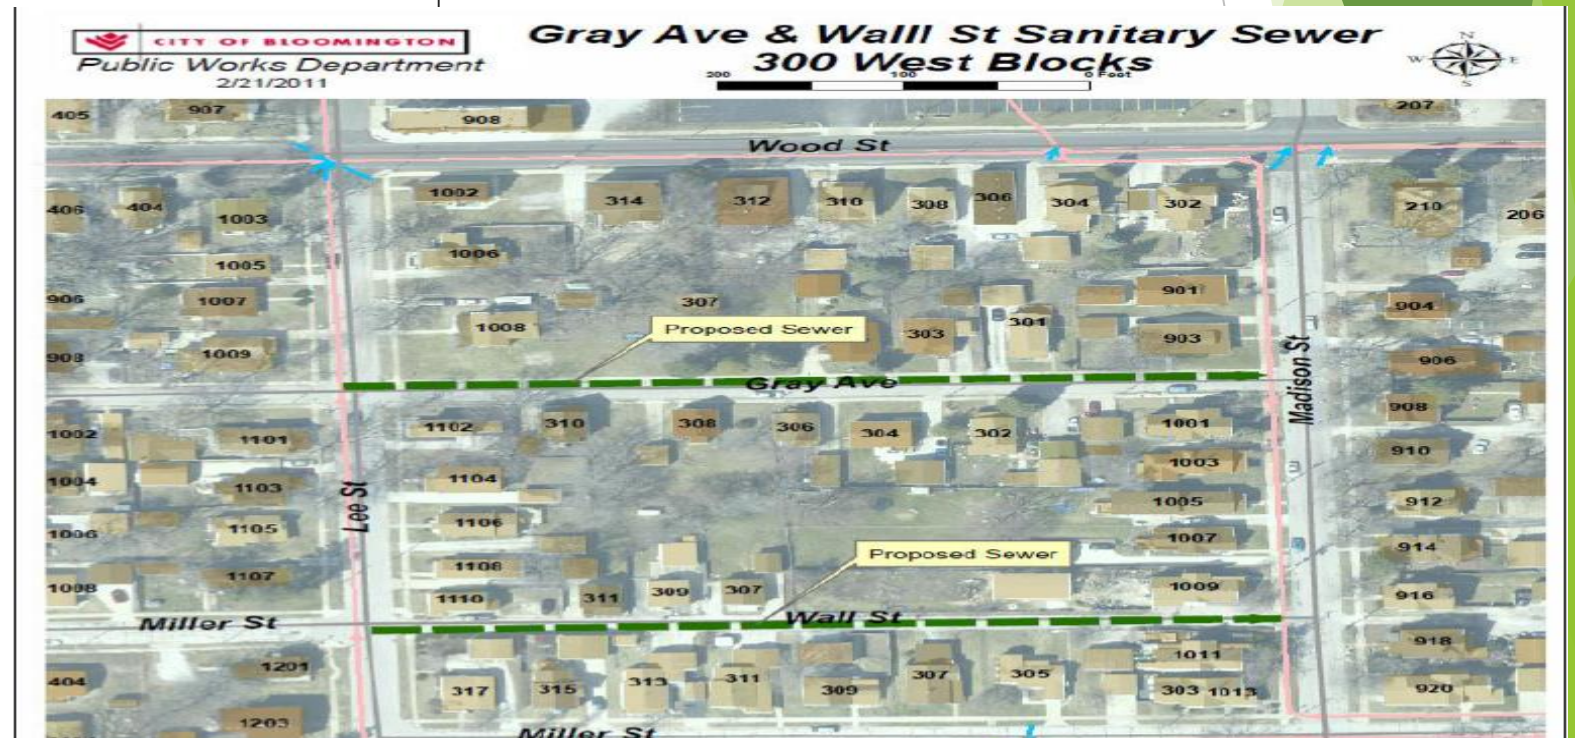 CITY OF BLOOMINGTON
Public Works Department
2/21/2011
Gray Ave & Walll St Sanitary Sewer
300 West Blocks
200 100 0 Feet
N
W E
S
405 907 908 207
Wood St
406 404 1003 1002 314 312 310 308 306 304 302 210 206
1005 1006
906 1007 1008 307 901 904
Proposed Sewer
908 1009 303 301 903 906
Gray Ave
Madison St
1002 1101 1102 310 308 306 304 302 1001 908
1004 1103 1104 1003 910
Lee St
1006 1105 1106 1005 912
1007 914
Proposed Sewer
1008 1107 1108 1009 916
1110 311 309 307
Miller St
Wall St
918
404 1201 317 315 313 311 309 307 305 1011 303 1013 920
1203
Miller St